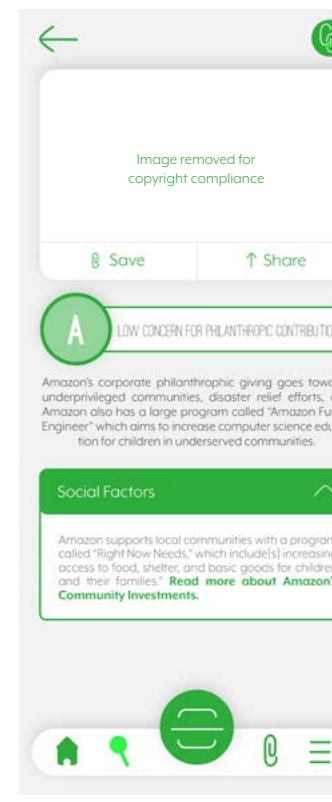 Image removed for
copyright compliance
Save
Share
A
LOW CONCERN FOR PHILANTHROPIC CONTRIBUTIO
Amazon's corporate philanthrophic giving goes towa
underprivileged communities, disaster relief efforts,
Amazon also has a large program called "Amazon Fu
Engineer" which aims to increase computer science edu
tion for children in underserved communities.
Social Factors
Amazon supports local communities with a program
called "Right Now Needs," which include[s] increasing
access to food, shelter, and basic goods for children
and their families." Read more about Amazon'
Community Investments.